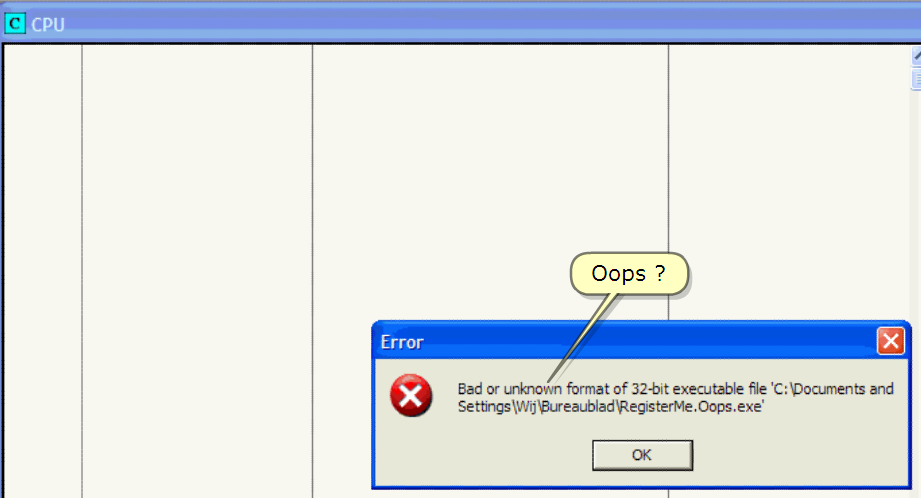 C CPU
Oops ?
Error
Bad or unknown format of 32-bit executable file 'C:\Documents and
Settings\Wij\Bureaublad\RegisterMe.Oops.exe'
OK